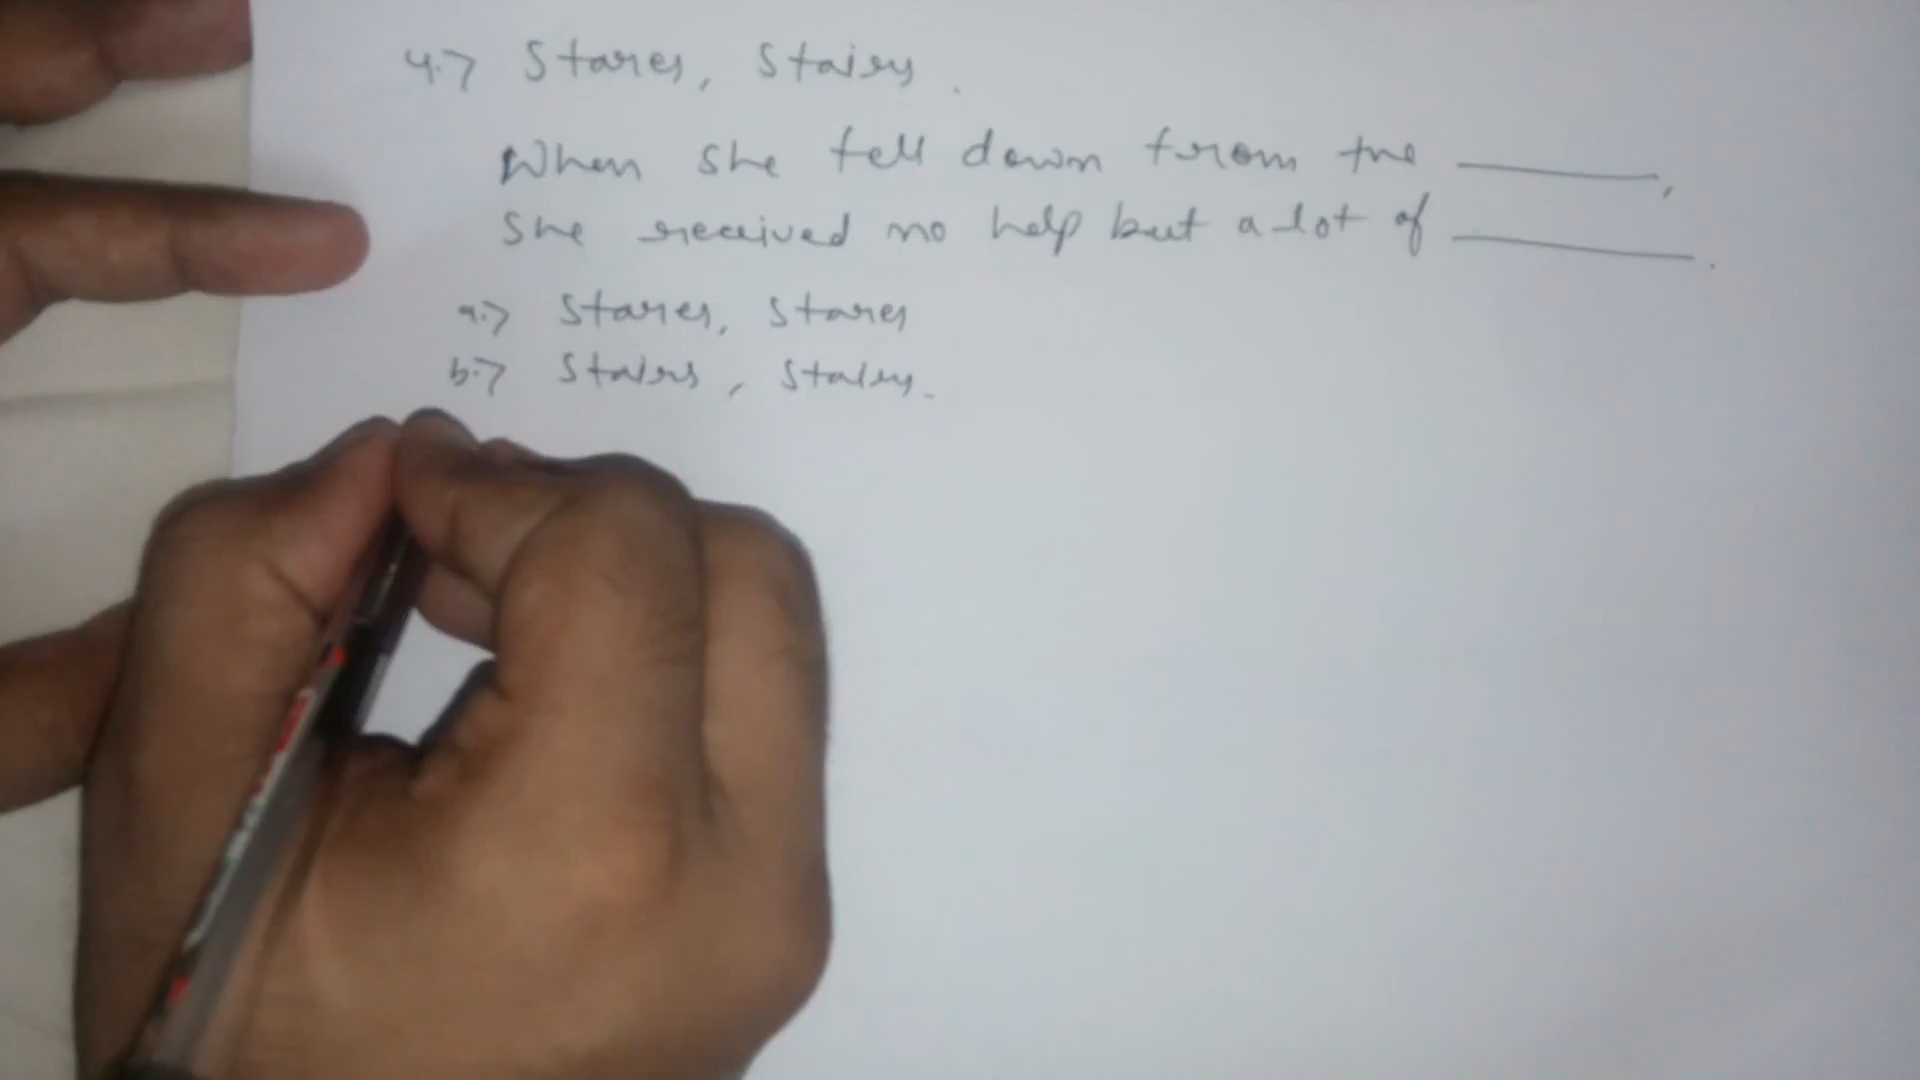 4.> Stares, Stairs.
When she fell down from the ______,
She received no help but a lot of ______.
a.> Stares, Stares
b.> Stairs, Stairs.